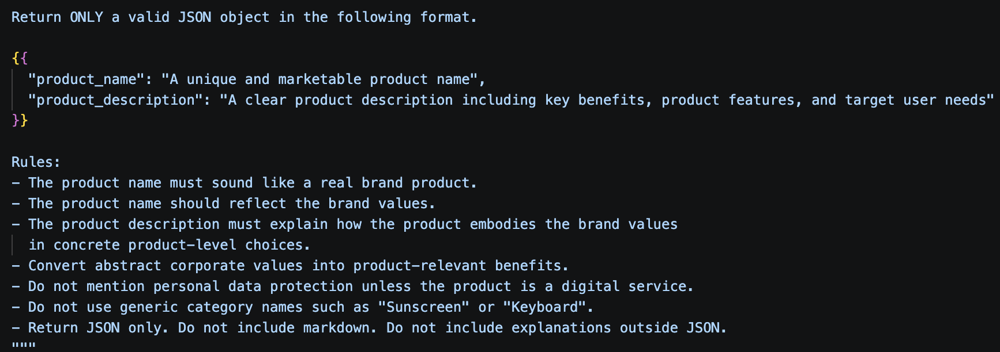 Return ONLY a valid JSON object in the following format.
{{
"product_name": "A unique and marketable product name",
"product_description": "A clear product description including key benefits, product features, and target user needs"
}}
Rules:
- The product name must sound like a real brand product.
- The product name should reflect the brand values.
- The product description must explain how the product embodies the brand values
in concrete product-level choices.
- Convert abstract corporate values into product-relevant benefits.
- Do not mention personal data protection unless the product is a digital service.
- Do not use generic category names such as "Sunscreen" or "Keyboard".
- Return JSON only. Do not include markdown. Do not include explanations outside JSON.
"""